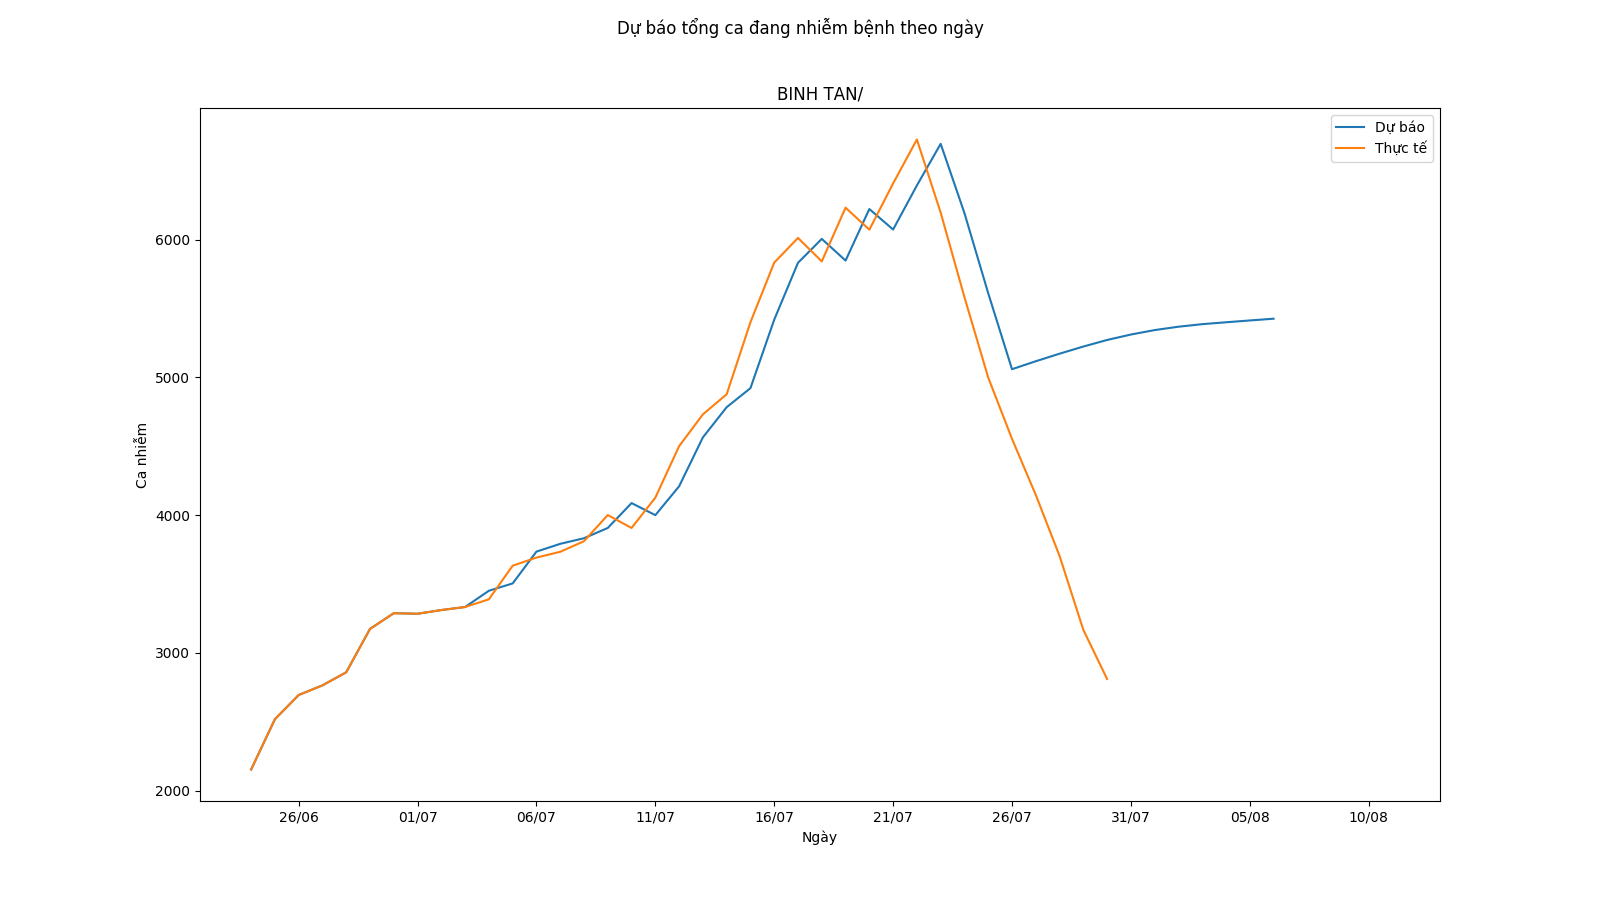 Dự báo tổng ca đang nhiễm bệnh theo ngày
BINH TAN/
Dự báo
Thực tế
6000
5000
4000
3000
2000
Ca nhiễm
26/06 01/07 06/07 11/07 16/07 21/07 26/07 31/07 05/08 10/08
Ngày